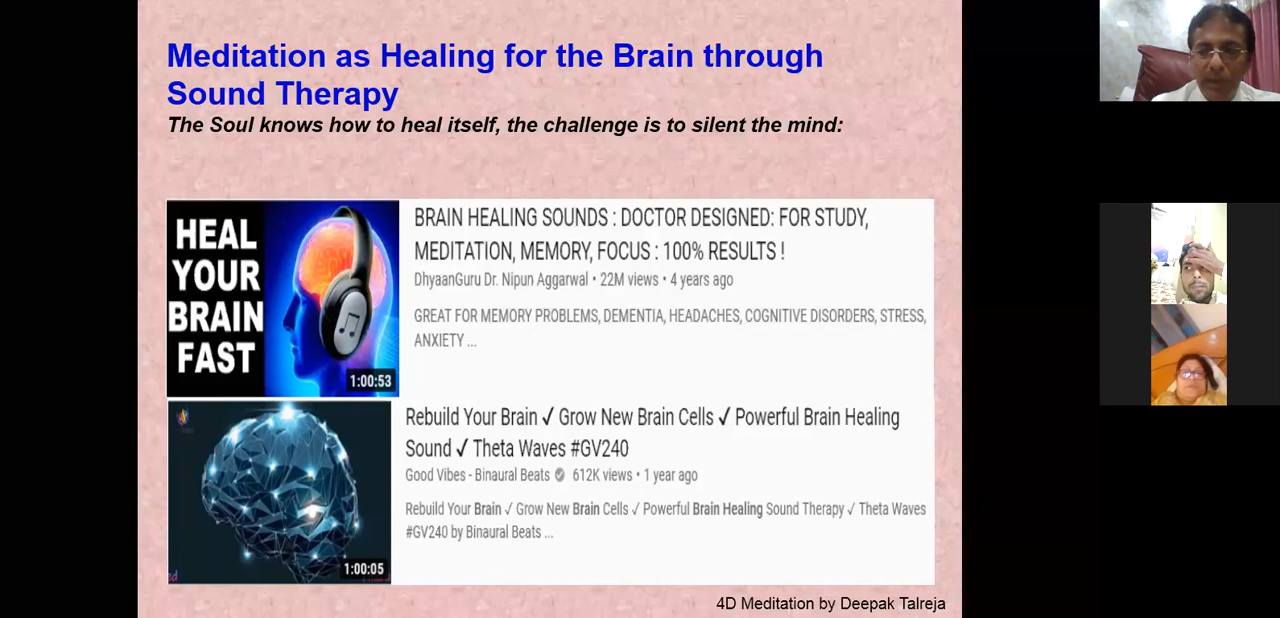 Meditation as Healing for the Brain through
Sound Therapy
The Soul knows how to heal itself, the challenge is to silent the mind:
HEAL
YOUR
BRAIN
FAST
1:00:53
BRAIN HEALING SOUNDS : DOCTOR DESIGNED: FOR STUDY,
MEDITATION, MEMORY, FOCUS : 100% RESULTS !
DhyaanGuru Dr. Nipun Aggarwal • 22M views • 4 years ago
GREAT FOR MEMORY PROBLEMS, DEMENTIA, HEADACHES, COGNITIVE DISORDERS, STRESS,
ANXIETY ...
1:00:05
Rebuild Your Brain ✓ Grow New Brain Cells ✓ Powerful Brain Healing
Sound ✓ Theta Waves #GV240
Good Vibes - Binaural Beats 612K views • 1 year ago
Rebuild Your Brain ✓ Grow New Brain Cells ✓ Powerful Brain Healing Sound Therapy ✓ Theta Waves
#GV240 by Binaural Beats ...
4D Meditation by Deepak Talreja